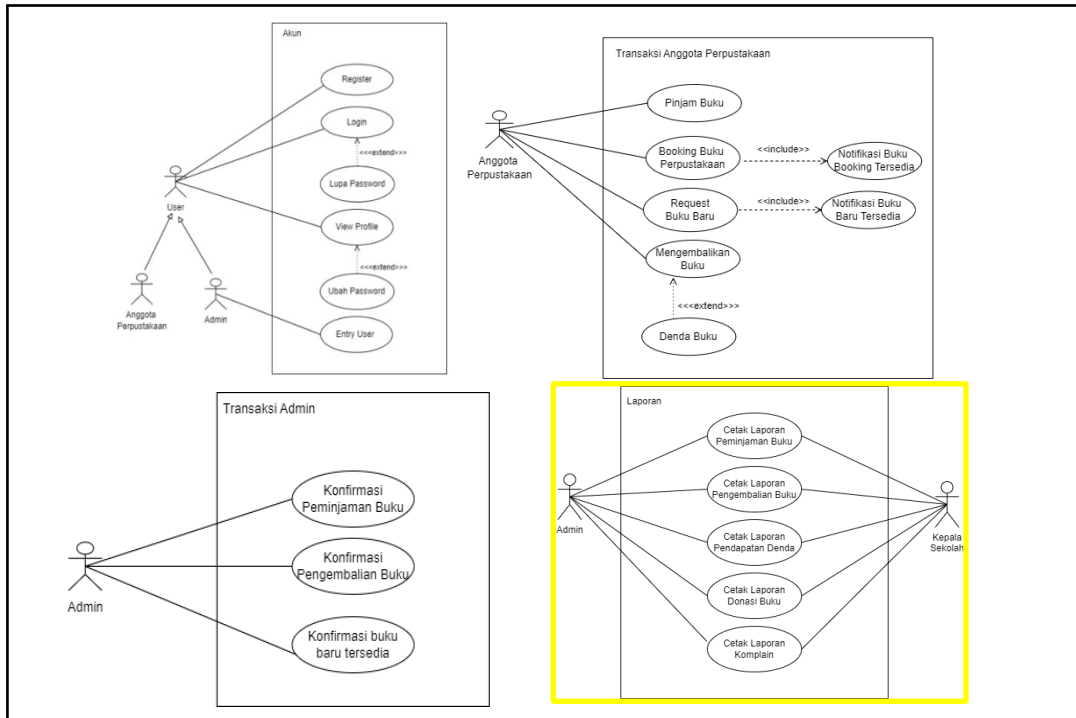 Akun
Register
Login
<<<extend>>>
Lupa Password
User
View Profile
<<<extend>>>
Ubah Password
Anggota
Perpustakaan
Admin
Entry User
Transaksi Anggota Perpustakaan
Pinjam Buku
Anggota
Perpustakaan
Booking Buku
Perpustakaan
<<include>>
Notifikasi Buku
Booking Tersedia
Request
Buku Baru
<<include>>
Notifikasi Buku
Baru Tersedia
Mengembalikan
Buku
<<<extend>>>
Denda Buku
Transaksi Admin
Konfirmasi
Peminjaman Buku
Konfirmasi
Pengembalian Buku
Admin
Konfirmasi buku
baru tersedia
Laporan
Cetak Laporan
Peminjaman Buku
Cetak Laporan
Pengembalian Buku
Admin
Kepala
Sekolah
Cetak Laporan
Pendapatan Denda
Cetak Laporan
Donasi Buku
Cetak Laporan
Komplain